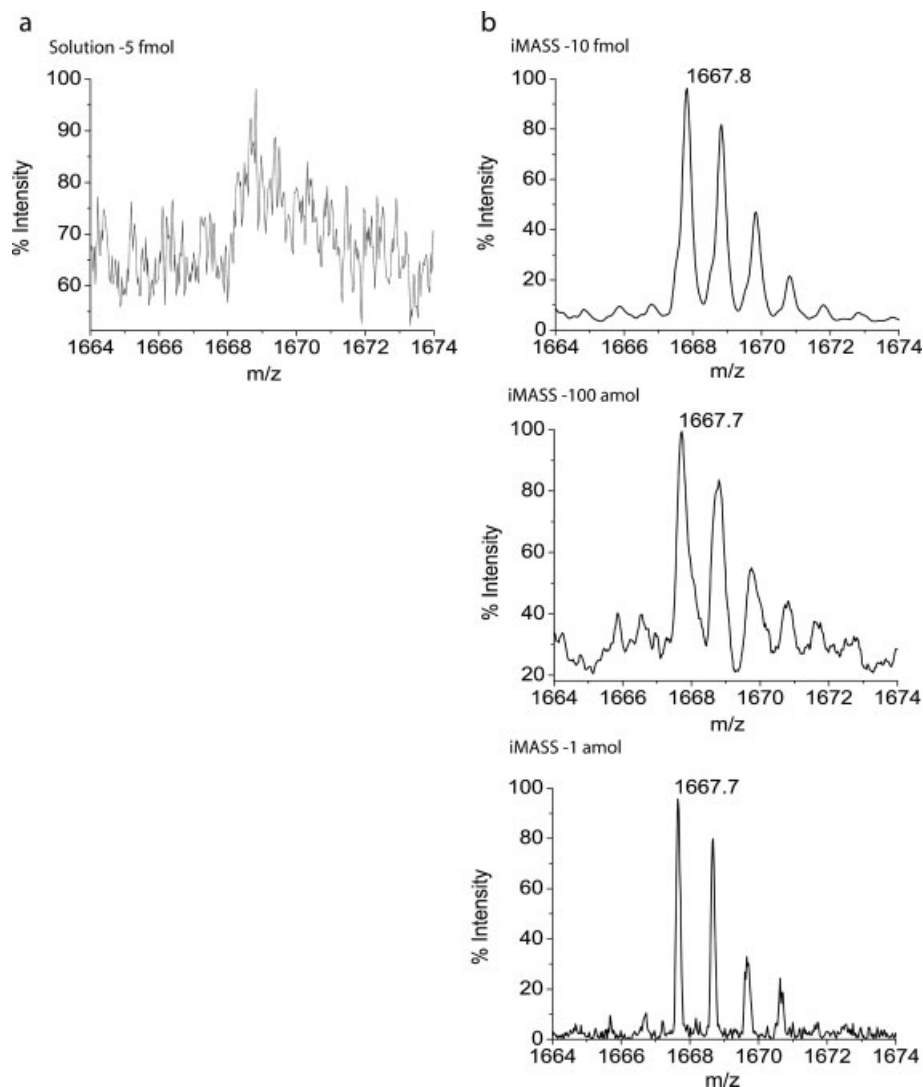 a
Solution -5 fmol
100
90
80
70
60
% Intensity
1664 1666 1668 1670 1672 1674
m/z
b
iMASS -10 fmol
1667.8
100
80
60
40
20
0
% Intensity
1664 1666 1668 1670 1672 1674
m/z
iMASS -100 amol
1667.7
100
80
60
40
20
% Intensity
1664 1666 1668 1670 1672 1674
m/z
iMASS -1 amol
1667.7
100
80
60
40
20
0
% Intensity
1664 1666 1668 1670 1672 1674
m/z